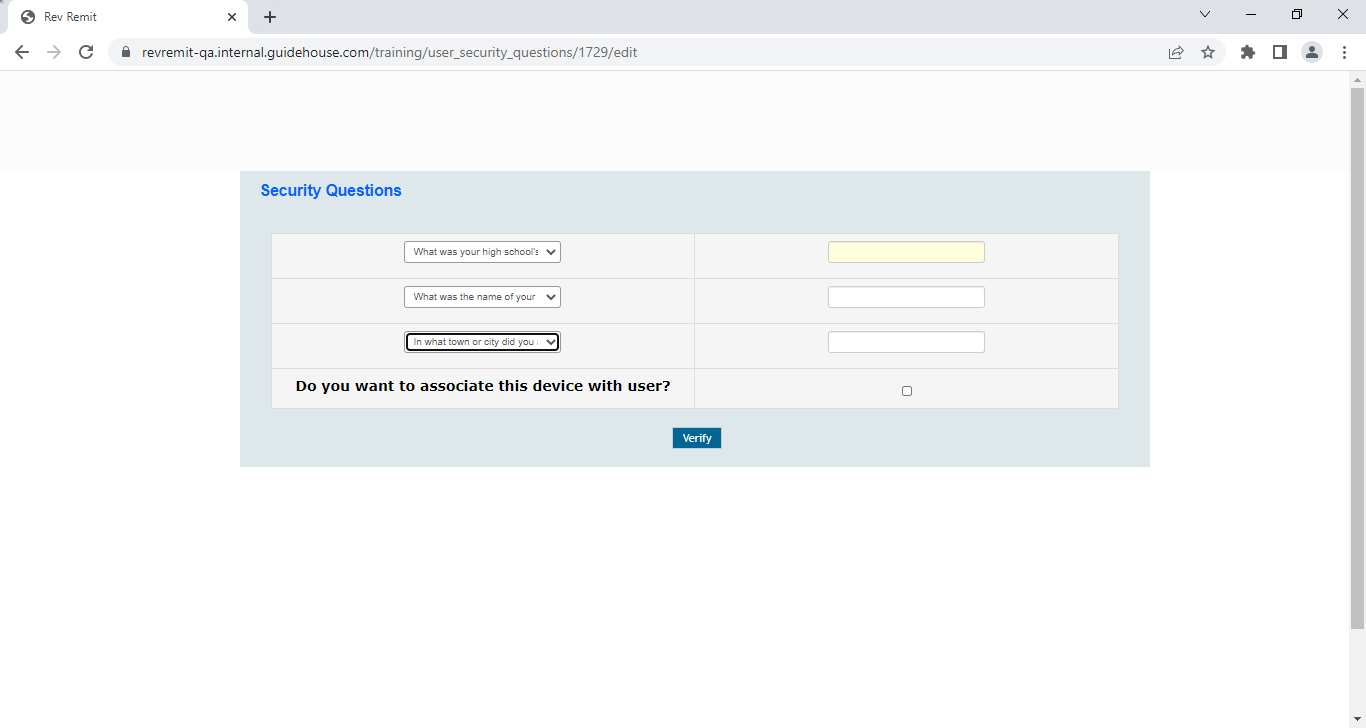 Rev Remit
revremit-qa.internal.guidehouse.com/training/user_security_questions/1729/edit
Security Questions
What was your high school's
What was the name of your
In what town or city did you
Do you want to associate this device with user?
Verify